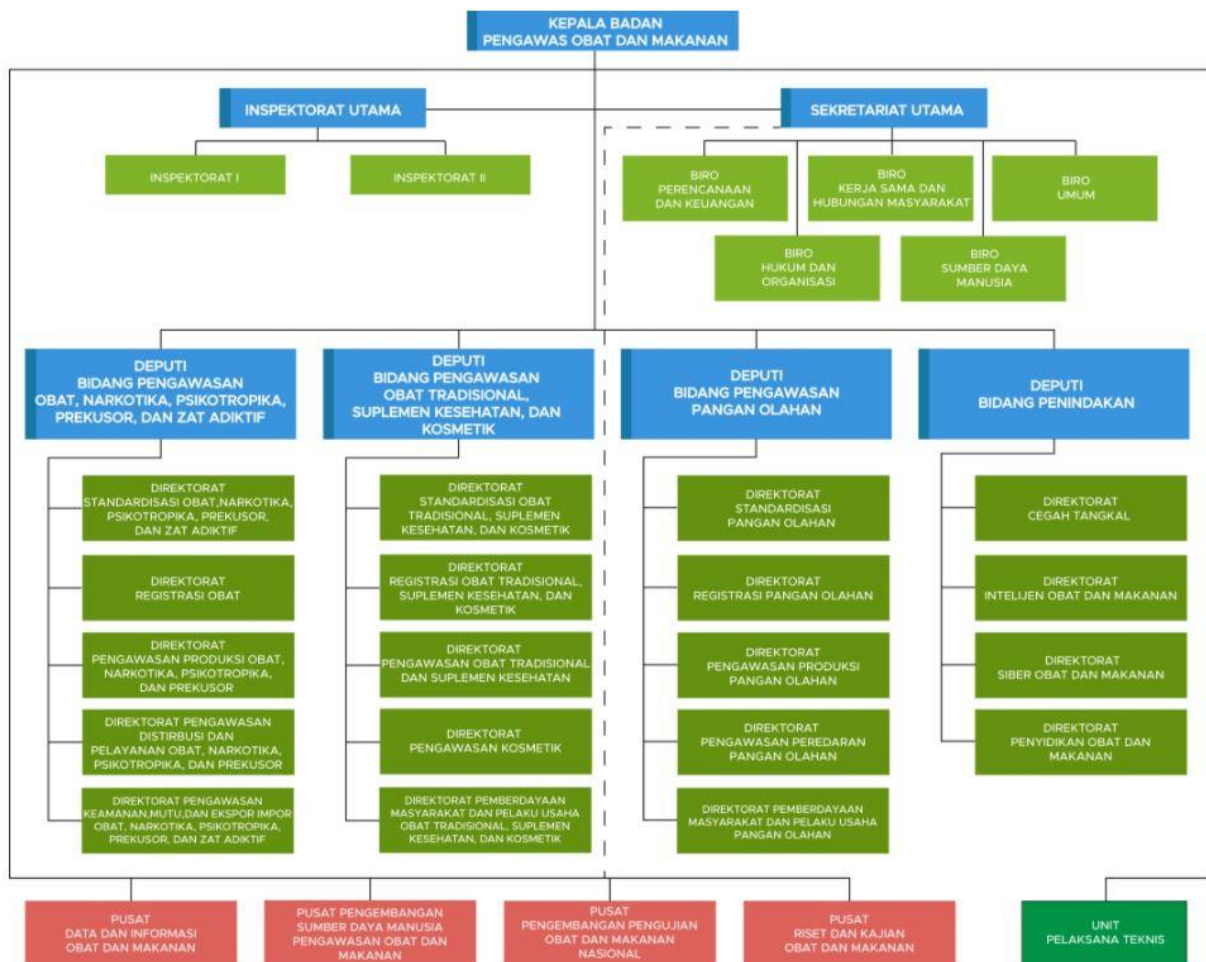 KEPALA BADAN
PENGAWAS OBAT DAN MAKANAN
INSPEKTORAT UTAMA
SEKRETARIAT UTAMA
INSPEKTORAT I
INSPEKTORAT II
BIRO
PERENCANAAN
DAN KEUANGAN
BIRO
KERJA SAMA DAN
HUBUNGAN MASYARAKAT
BIRO
UMUM
BIRO
HUKUM DAN
ORGANISASI
BIRO
SUMBER DAYA
MANUSIA
DEPUTI
BIDANG PENGAWASAN
OBAT, NARKOTIKA, PSIKOTROPIKA,
PREKUSOR, DAN ZAT ADIKTIF
DIREKTORAT
STANDARDISASI OBAT,NARKOTIKA,
PSIKOTROPIKA, PREKUSOR,
DAN ZAT ADIKTIF
DIREKTORAT
REGISTRASI OBAT
DIREKTORAT
PENGAWASAN PRODUKSI OBAT,
NARKOTIKA, PSIKOTROPIKA,
DAN PREKUSOR
DIREKTORAT PENGAWASAN
DISTIRBUSI DAN
PELAYANAN OBAT, NARKOTIKA,
PSIKOTROPIKA, DAN PREKUSOR
DIREKTORAT PENGAWASAN
KEAMANAN,MUTU,DAN EKSPOR IMPOR
OBAT, NARKOTIKA, PSIKOTROPIKA,
PREKUSOR, DAN ZAT ADIKTIF
DEPUTI
BIDANG PENGAWASAN
OBAT TRADISIONAL,
SUPLEMEN KESEHATAN, DAN
KOSMETIK
DIREKTORAT
STANDARDISASI OBAT
TRADISIONAL, SUPLEMEN
KESEHATAN, DAN KOSMETIK
DIREKTORAT
REGISTRASI OBAT TRADISIONAL,
SUPLEMEN KESEHATAN, DAN
KOSMETIK
DIREKTORAT
PENGAWASAN OBAT TRADISIONAL
DAN SUPLEMEN KESEHATAN
DIREKTORAT
PENGAWASAN KOSMETIK
DIREKTORAT PEMBERDAYAAN
MASYARAKAT DAN PELAKU USAHA
OBAT TRADISIONAL, SUPLEMEN
KESEHATAN, DAN KOSMETIK
DEPUTI
BIDANG PENGAWASAN
PANGAN OLAHAN
DIREKTORAT
STANDARDISASI
PANGAN OLAHAN
DIREKTORAT
REGISTRASI PANGAN OLAHAN
DIREKTORAT
PENGAWASAN PRODUKSI
PANGAN OLAHAN
DIREKTORAT
PENGAWASAN PEREDARAN
PANGAN OLAHAN
DIREKTORAT PEMBERDAYAAN
MASYARAKAT DAN PELAKU USAHA
PANGAN OLAHAN
DEPUTI
BIDANG PENINDAKAN
DIREKTORAT
CEGAH TANGKAL
DIREKTORAT
INTELIJEN OBAT DAN MAKANAN
DIREKTORAT
SIBER OBAT DAN MAKANAN
DIREKTORAT
PENYIDIKAN OBAT DAN
MAKANAN
PUSAT
DATA DAN INFORMASI
OBAT DAN MAKANAN
PUSAT PENGEMBANGAN
SUMBER DAYA MANUSIA
PENGAWASAN OBAT DAN
MAKANAN
PUSAT
PENGEMBANGAN PENGUJIAN
OBAT DAN MAKANAN
NASIONAL
PUSAT
RISET DAN KAJIAN
OBAT DAN MAKANAN
UNIT
PELAKSANA TEKNIS